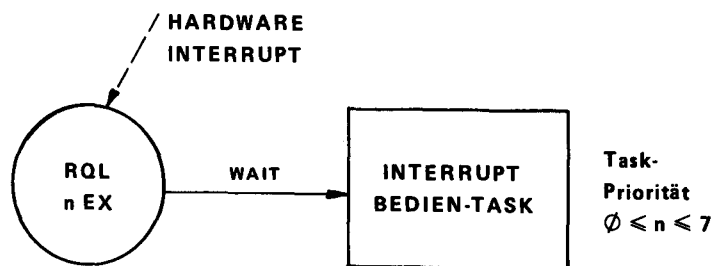 HARDWARE
INTERRUPT
RQL
n EX
WAIT
INTERRUPT
BEDIEN-TASK
Task-
Priorität
∅ ≤ n ≤ 7